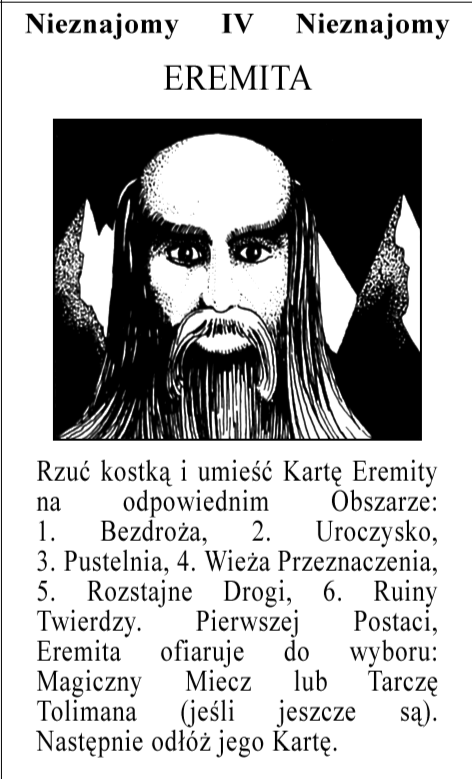 Nieznajomy IV Nieznajomy
EREMITA
Rzuć kostką i umieść Kartę Eremity
na odpowiednim Obszarze:
1. Bezdroża, 2. Uroczysko,
3. Pustelnia, 4. Wieża Przeznaczenia,
5. Rozstajne Drogi, 6. Ruiny
Twierdzy. Pierwszej Postaci,
Eremita ofiaruje do wyboru:
Magiczny Miecz lub Tarczę
Tolimana (jeśli jeszcze są).
Następnie odłóż jego Kartę.